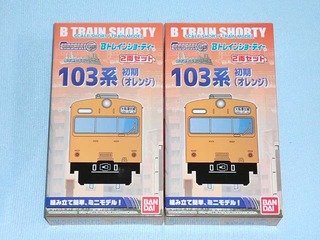 B TRAIN SHORTY
Bトレインショーティー
2両セット
103系 初期
(オレンジ)
組み立て簡単、ミニモデル!
BAN
DAI
B TRAIN SHORTY
Bトレインショーティー
2両セット
103系 初期
(オレンジ)
組み立て簡単、ミニモデル!
BAN
DAI